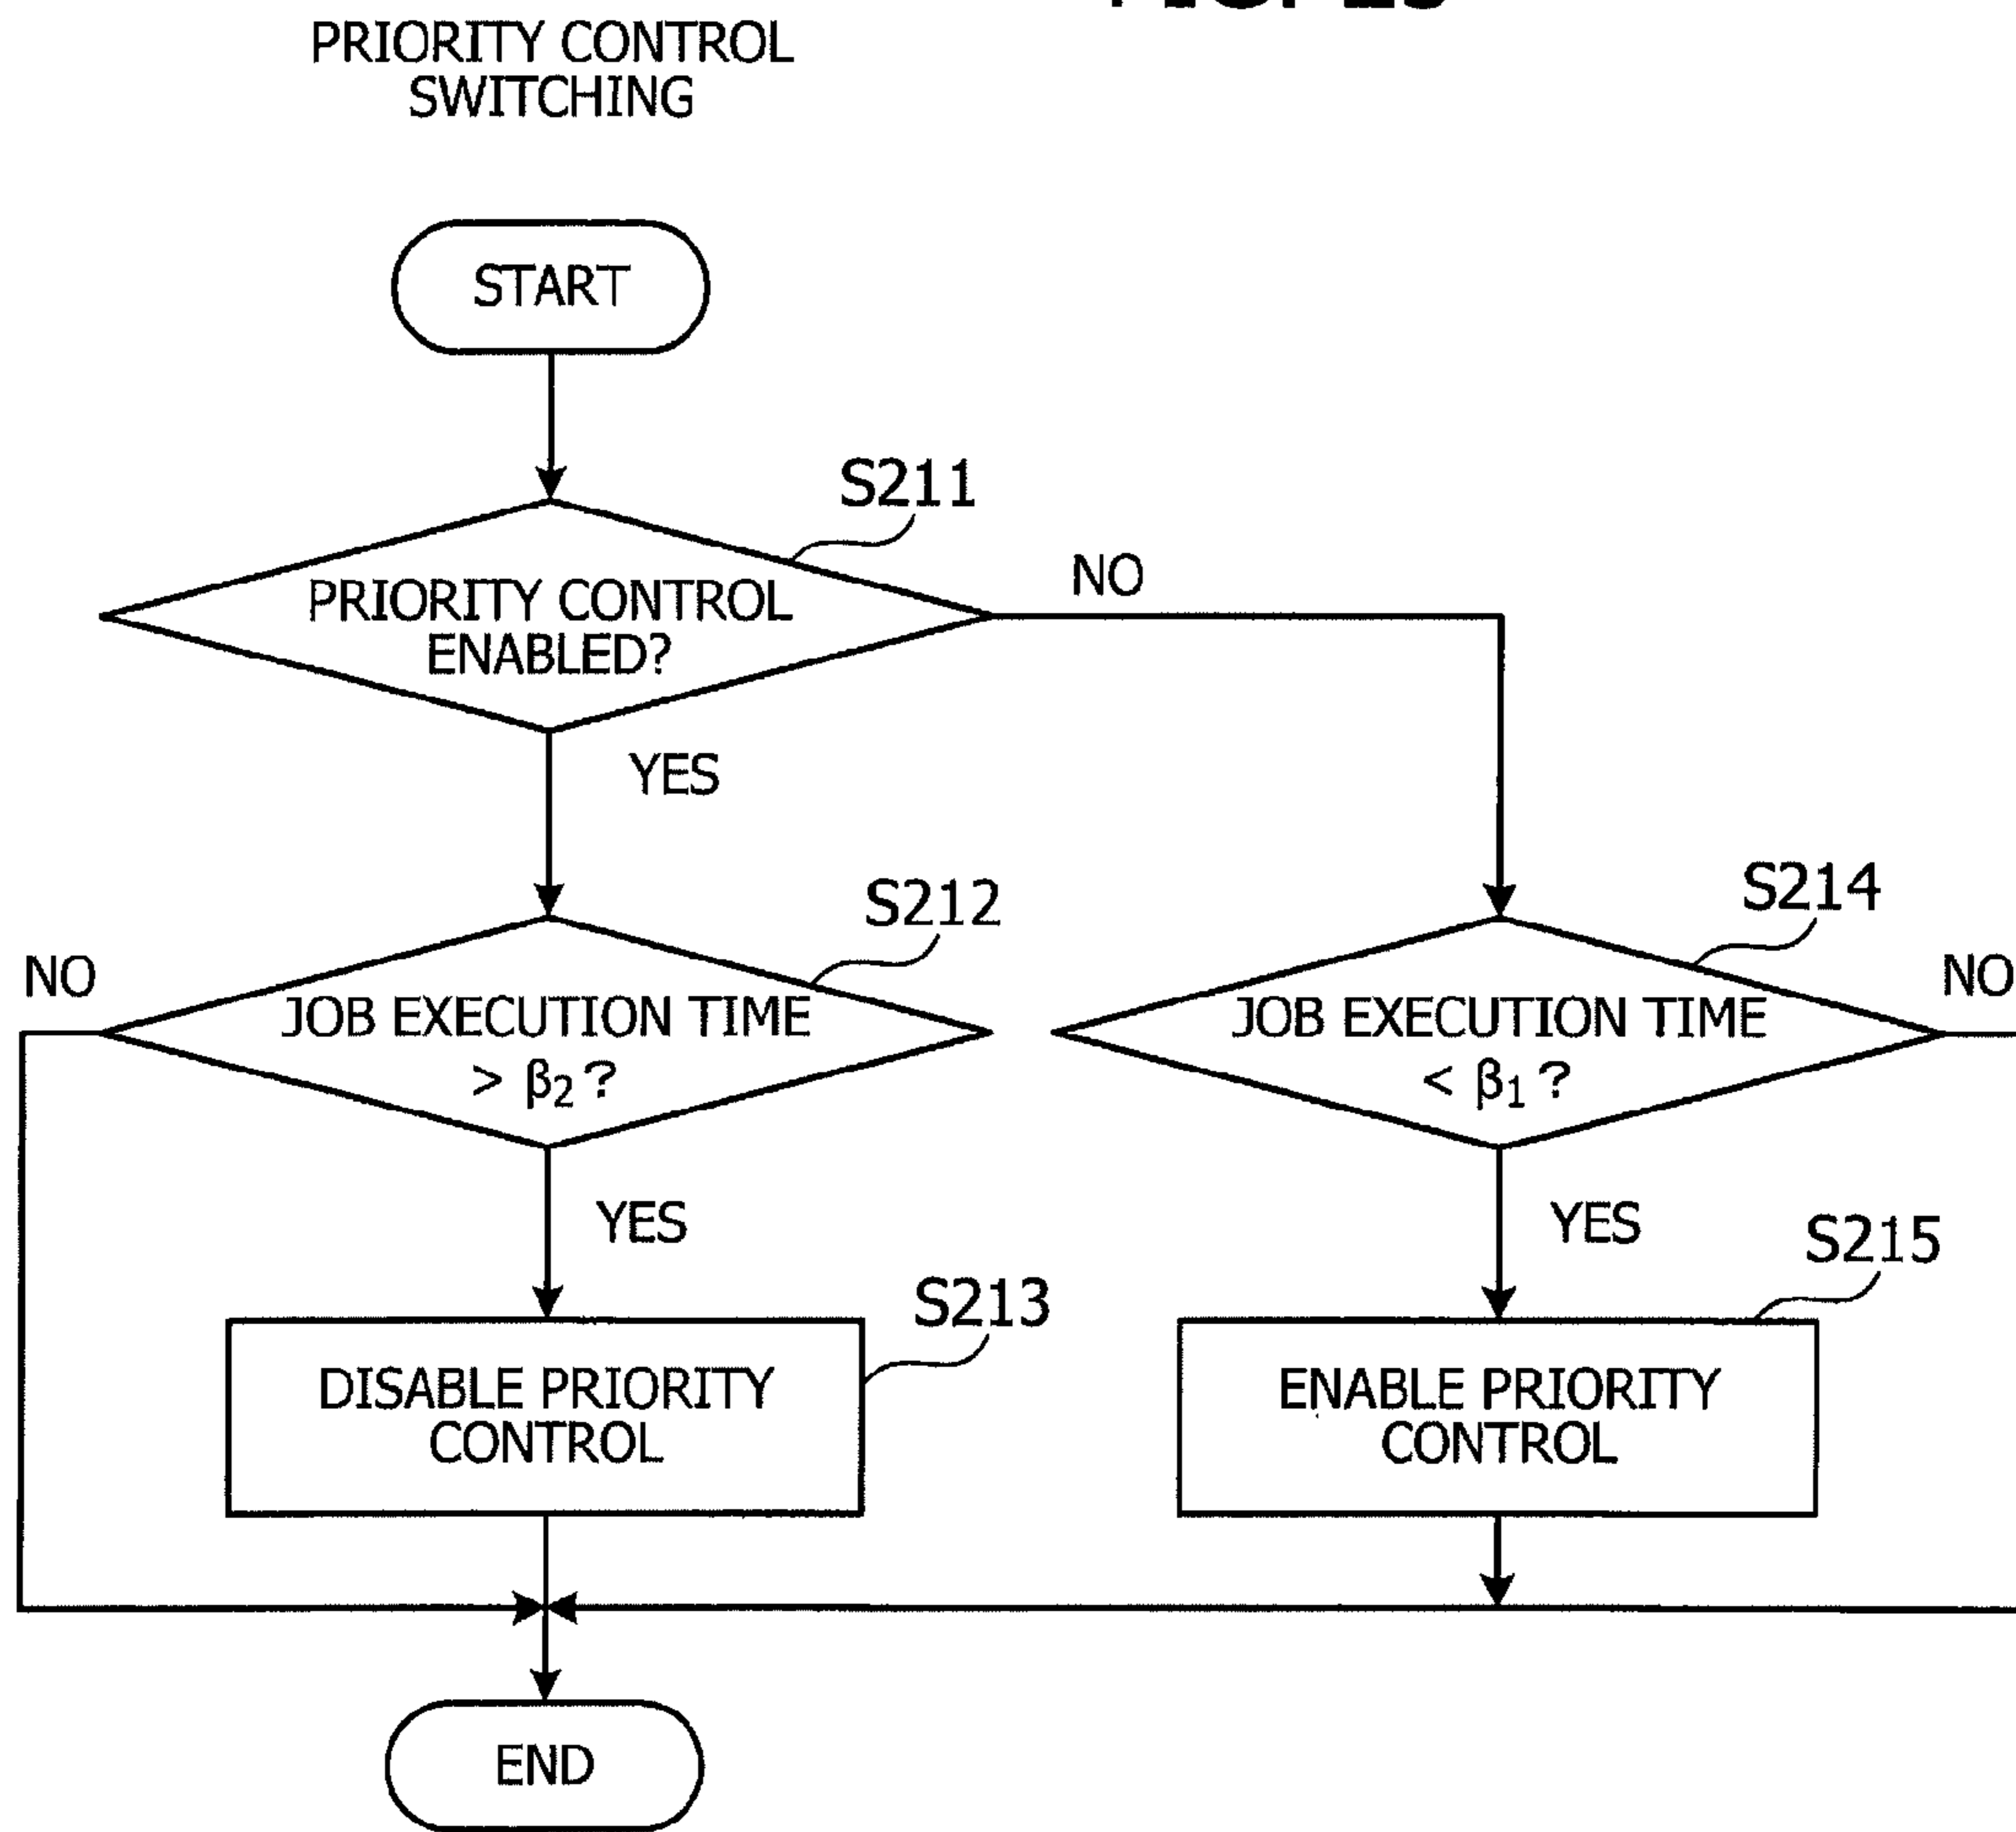 PRIORITY CONTROL
SWITCHING
START
S211
PRIORITY CONTROL
ENABLED?
NO
YES
S212
NO
JOB EXECUTION TIME
> β2 ?
S214
NO
JOB EXECUTION TIME
< β1 ?
YES
YES
S213
DISABLE PRIORITY
CONTROL
S215
ENABLE PRIORITY
CONTROL
END